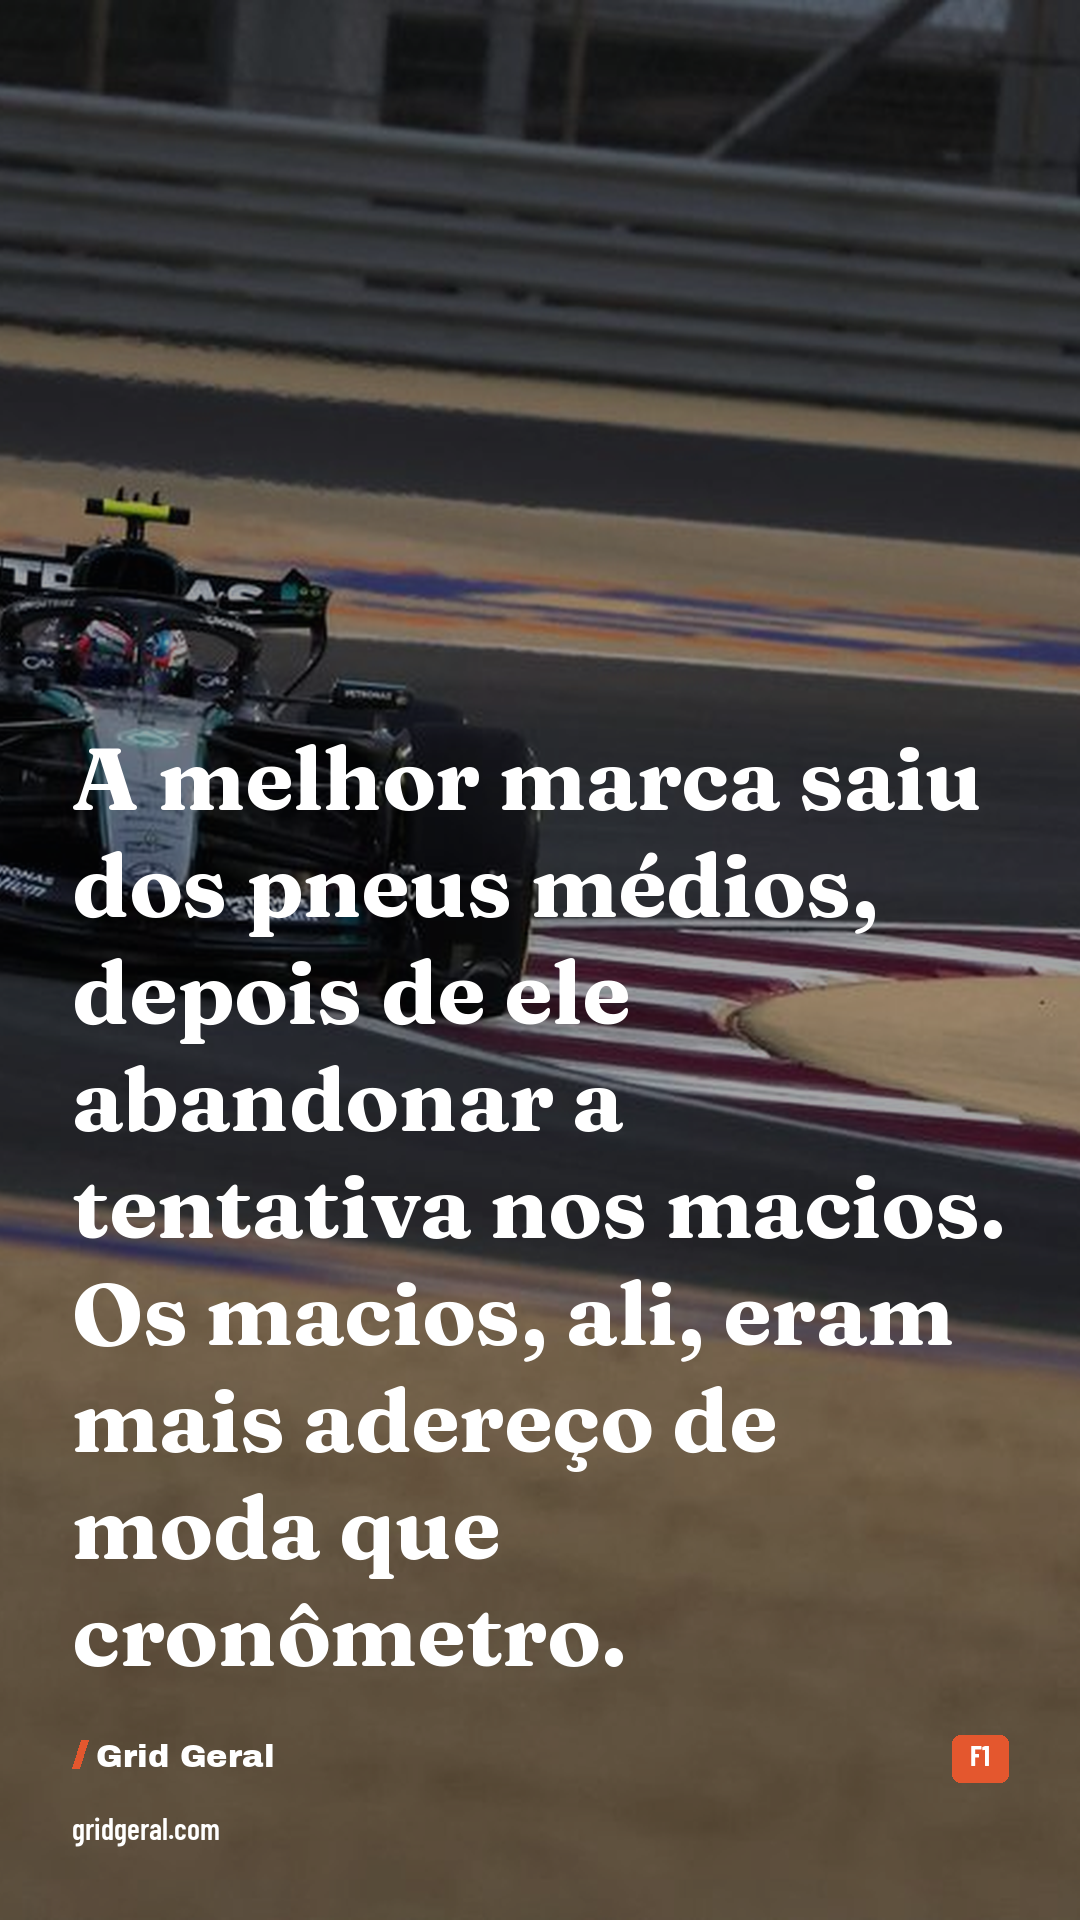 PETRONAS
A melhor marca saiu
dos pneus médios,
depois de ele
abandonar a
tentativa nos macios.
Os macios, ali, eram
mais adereço de
moda que
cronômetro.
/ Grid Geral
F1
gridgeral.com